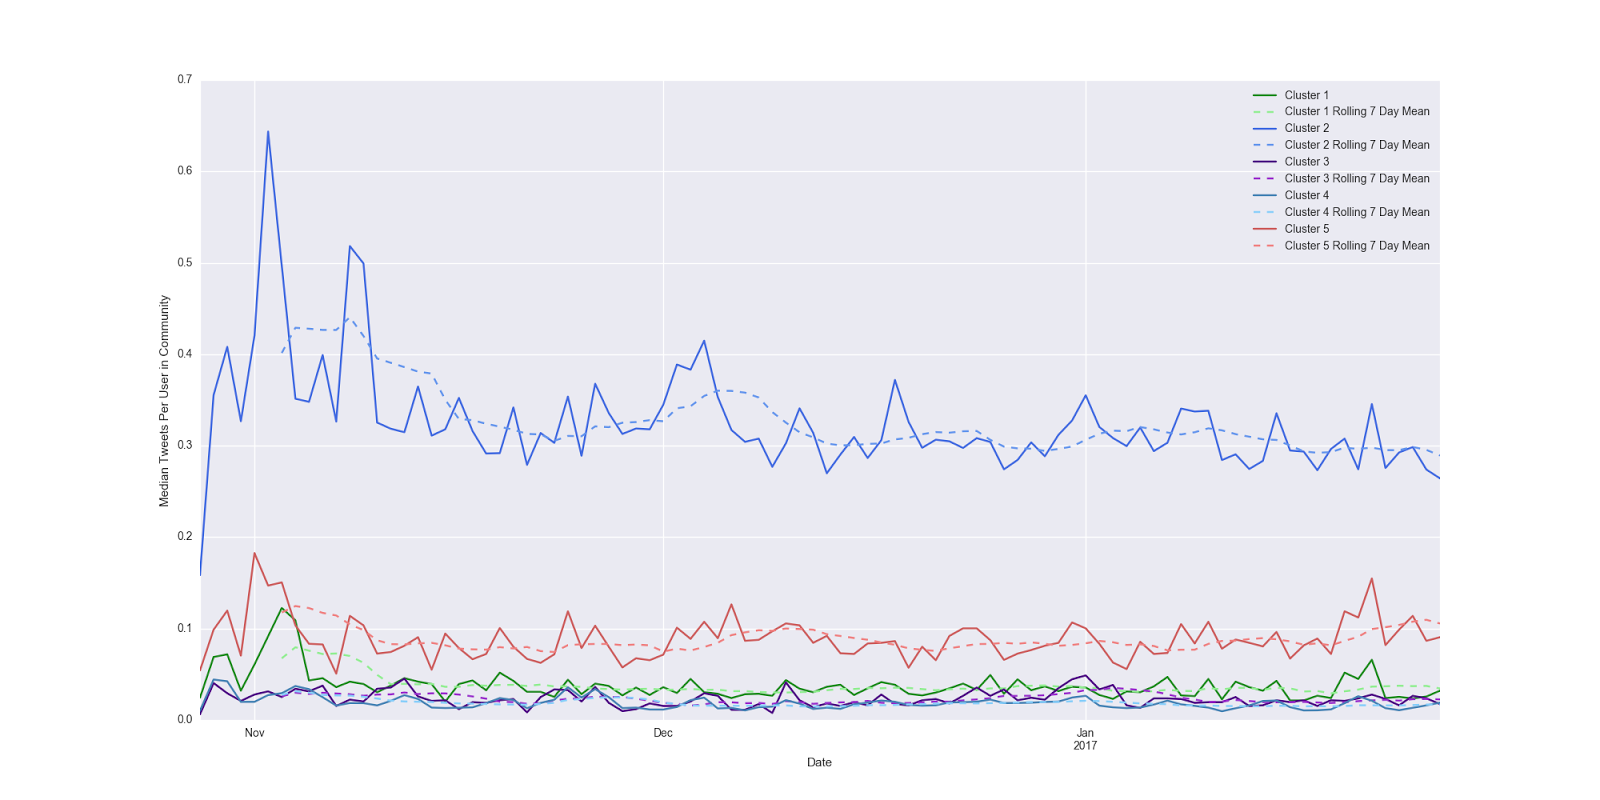 0.7
0.6
0.5
0.4
0.3
0.2
0.1
0.0
Median Tweets Per User in Community
Cluster 1
Cluster 1 Rolling 7 Day Mean
Cluster 2
Cluster 2 Rolling 7 Day Mean
Cluster 3
Cluster 3 Rolling 7 Day Mean
Cluster 4
Cluster 4 Rolling 7 Day Mean
Cluster 5
Cluster 5 Rolling 7 Day Mean
Nov
Dec
Jan
2017
Date